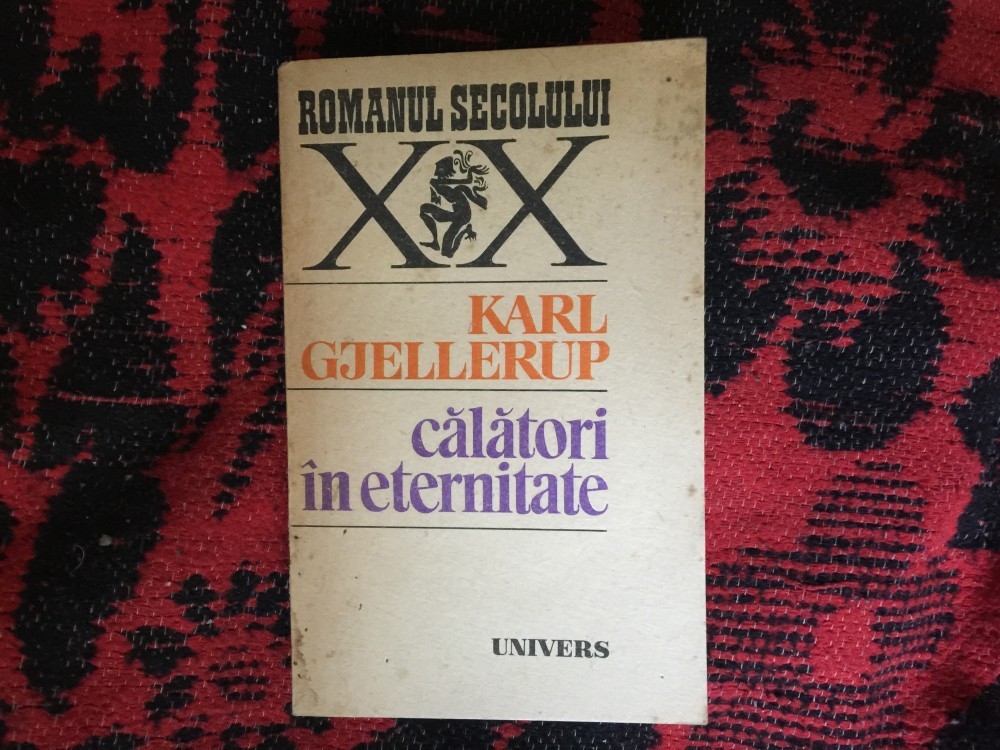 ROMANUL SECOLULUI
XX
KARL
GJELLERUP
călători
în eternitate
UNIVERS